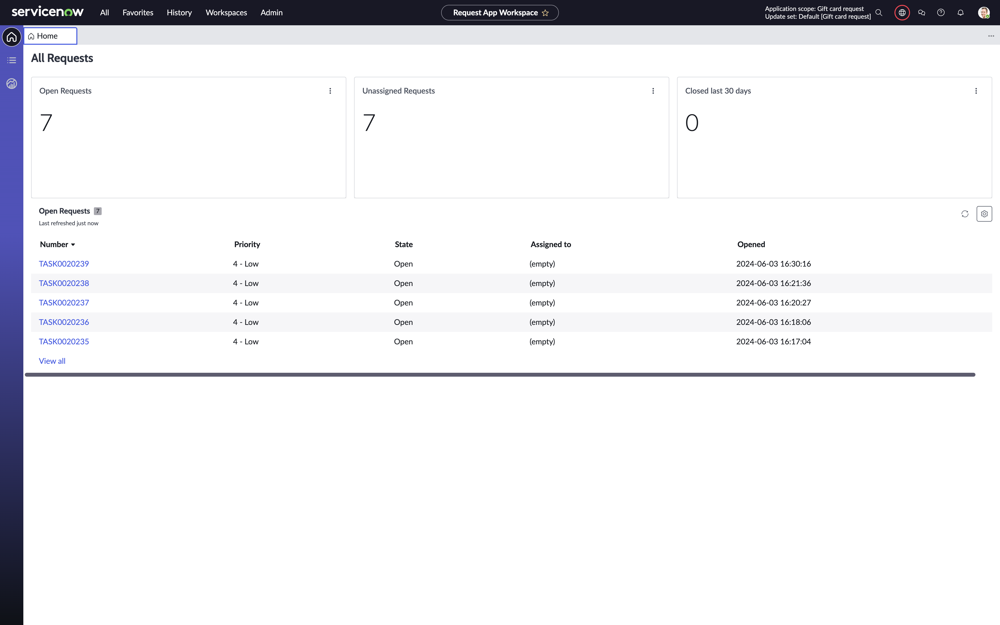 servicenow All Favorites History Workspaces Admin Request App Workspace Application scope: Gift card request
Update set: Default [Gift card request]
Home
All Requests
Open Requests Unassigned Requests Closed last 30 days
7 7 0
Open Requests 7
Last refreshed just now
Number Priority State Assigned to Opened
TASK0020239 4 - Low Open (empty) 2024-06-03 16:30:16
TASK0020238 4 - Low Open (empty) 2024-06-03 16:21:36
TASK0020237 4 - Low Open (empty) 2024-06-03 16:20:27
TASK0020236 4 - Low Open (empty) 2024-06-03 16:18:06
TASK0020235 4 - Low Open (empty) 2024-06-03 16:17:04
View all